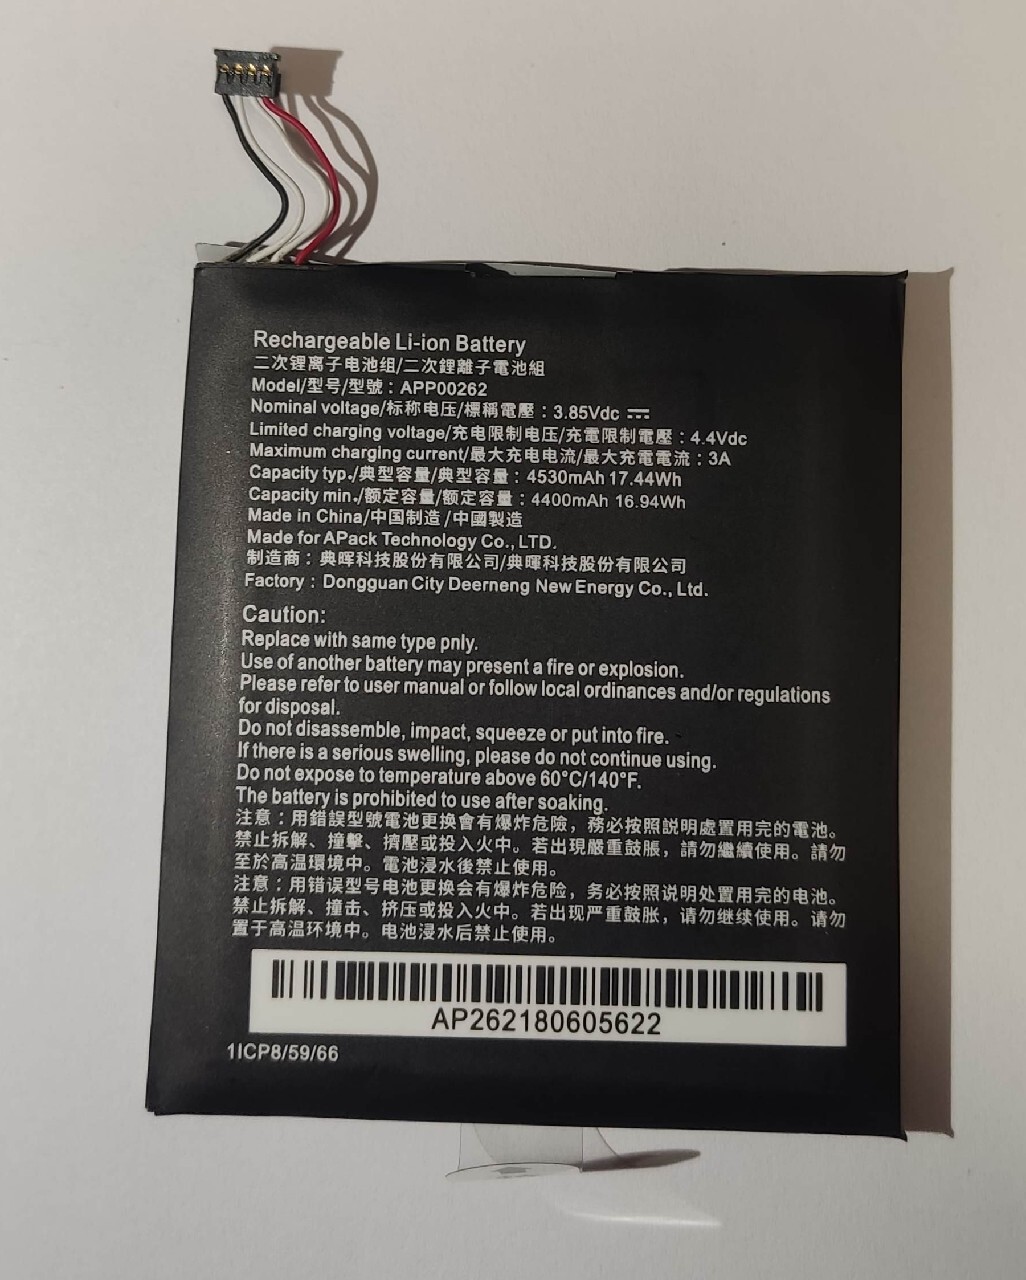 Rechargeable Li-ion Battery
二次锂离子电池组/二次鋰離子電池組
Model/型号/型號：APP00262
Nominal voltage/标称电压/標稱電壓：3.85Vdc
Limited charging voltage/充电限制电压/充電限制電壓：4.4Vdc
Maximum charging current/最大充电电流/最大充電電流：3A
Capacity typ./典型容量/典型容量：4530mAh 17.44Wh
Capacity min./额定容量/額定容量：4400mAh 16.94Wh
Made in China/中国制造/中國製造
Made for APack Technology Co., LTD.
制造商：典晖科技股份有限公司/典暉科技股份有限公司
Factory：Dongguan City Deerneng New Energy Co., Ltd.
Caution:
Replace with same type pnly.
Use of another battery may present a fire or explosion.
Please refer to user manual or follow local ordinances and/or regulations
for disposal.
Do not disassemble, impact, squeeze or put into fire.
If there is a serious swelling, please do not continue using.
Do not expose to temperature above 60°C/140°F.
The battery is prohibited to use after soaking.
注意：用錯誤型號電池更換會有爆炸危險，務必按照說明處置用完的電池。
禁止拆解、撞擊、擠壓或投入火中。若出現嚴重鼓脹，請勿繼續使用。請勿
至於高溫環境中。電池浸水後禁止使用。
注意：用错误型号电池更换会有爆炸危险，务必按照说明处置用完的电池。
禁止拆解、撞击、挤压或投入火中。若出现严重鼓胀，请勿继续使用。请勿
置于高温环境中。电池浸水后禁止使用。
AP262180605622
1ICP8/59/66